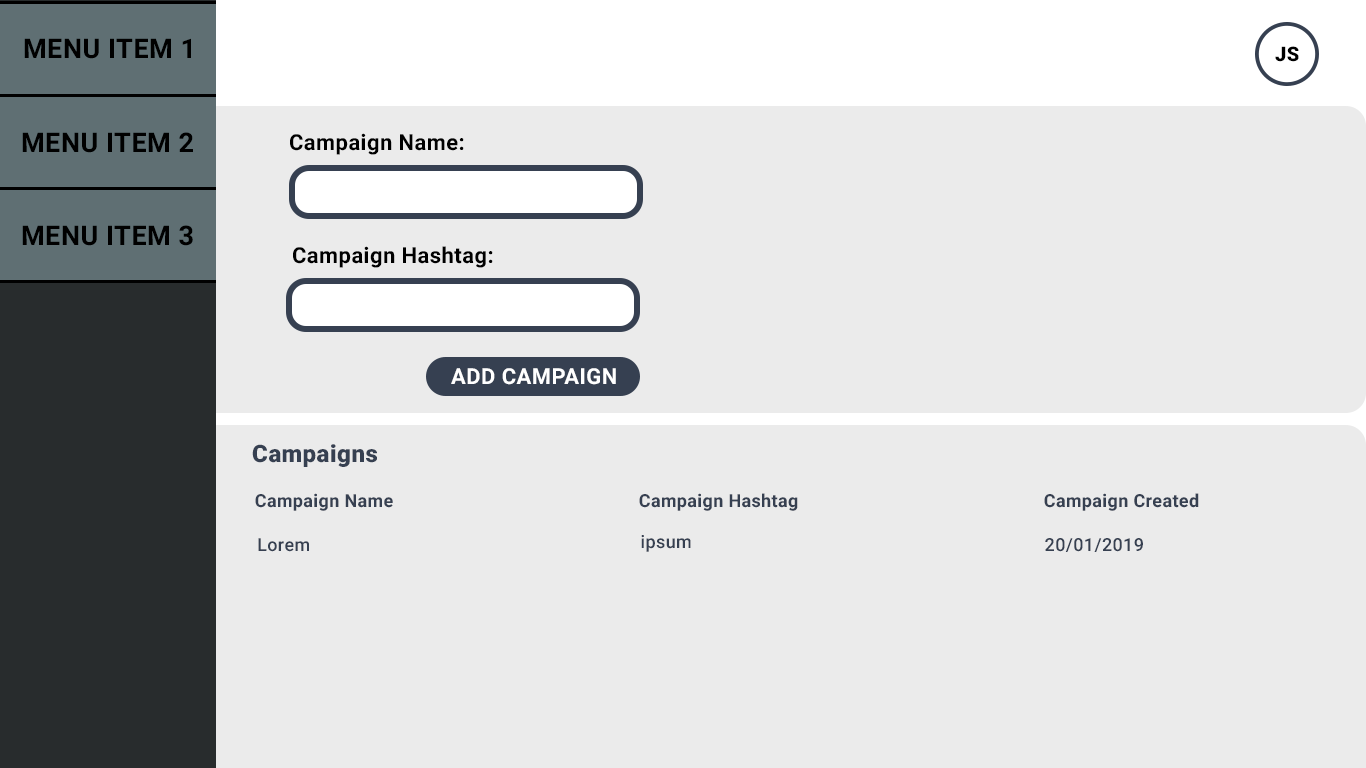 MENU ITEM 1
MENU ITEM 2
MENU ITEM 3
JS
Campaign Name:
Campaign Hashtag:
ADD CAMPAIGN
Campaigns
Campaign Name Campaign Hashtag Campaign Created
Lorem ipsum 20/01/2019